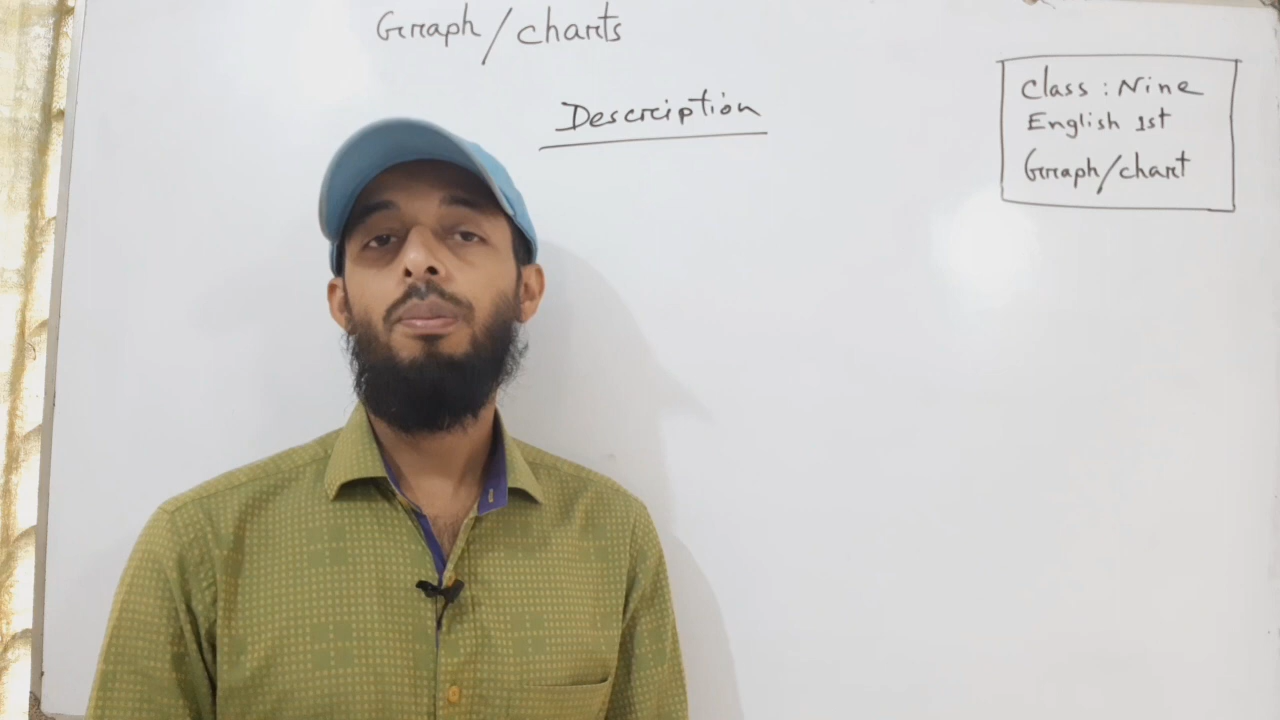 Graph/charts
Description
Class : Nine
English 1st
Graph/chart